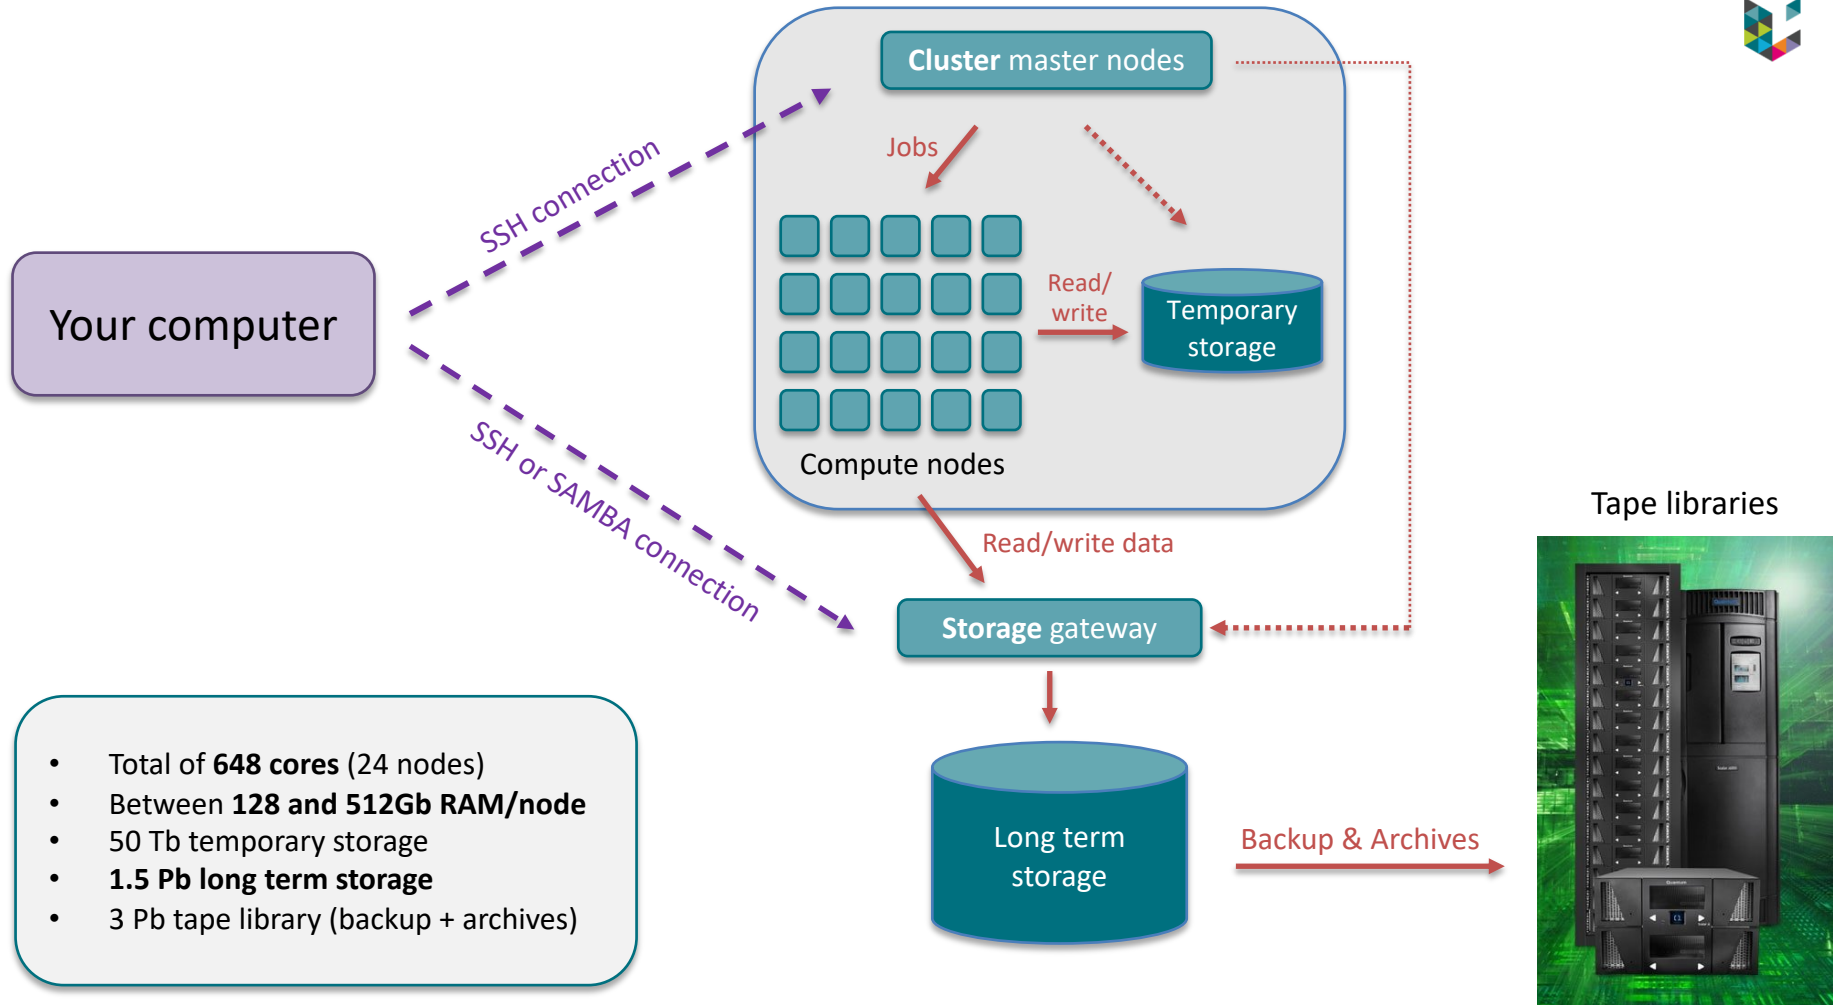 Cluster master nodes
Jobs
SSH connection
Your computer
Read/
write
Temporary
storage
SSH or SAMBA connection
Compute nodes
Read/write data
Tape libraries
Storage gateway
• Total of 648 cores (24 nodes)
• Between 128 and 512Gb RAM/node
• 50 Tb temporary storage
• 1.5 Pb long term storage
• 3 Pb tape library (backup + archives)
Long term
storage
Backup & Archives